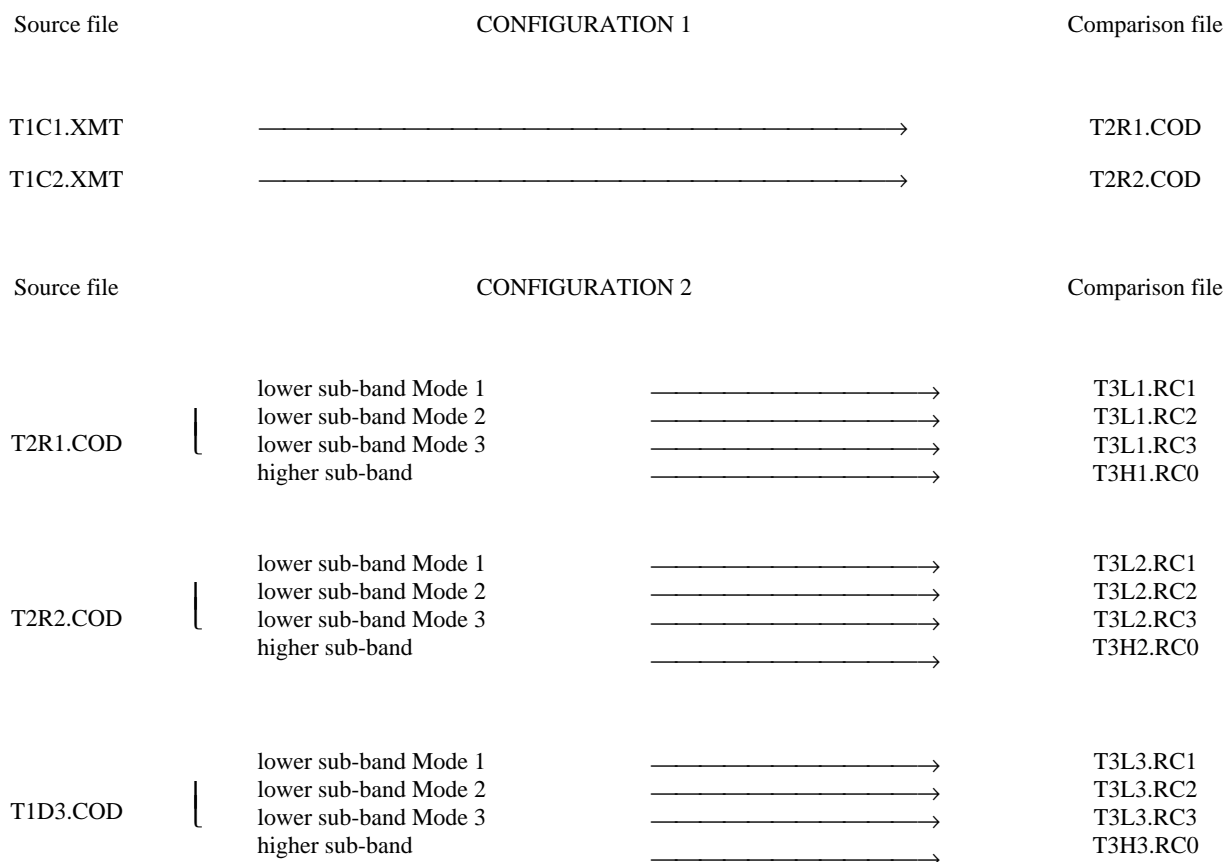 Source file CONFIGURATION 1 Comparison file
T1C1.XMT T2R1.COD
T1C2.XMT T2R2.COD
Source file CONFIGURATION 2 Comparison file
lower sub-band Mode 1 T3L1.RC1
lower sub-band Mode 2 T3L1.RC2
T2R1.COD lower sub-band Mode 3 T3L1.RC3
higher sub-band T3H1.RC0
lower sub-band Mode 1 T3L2.RC1
lower sub-band Mode 2 T3L2.RC2
T2R2.COD lower sub-band Mode 3 T3L2.RC3
higher sub-band T3H2.RC0
lower sub-band Mode 1 T3L3.RC1
lower sub-band Mode 2 T3L3.RC2
T1D3.COD lower sub-band Mode 3 T3L3.RC3
higher sub-band T3H3.RC0